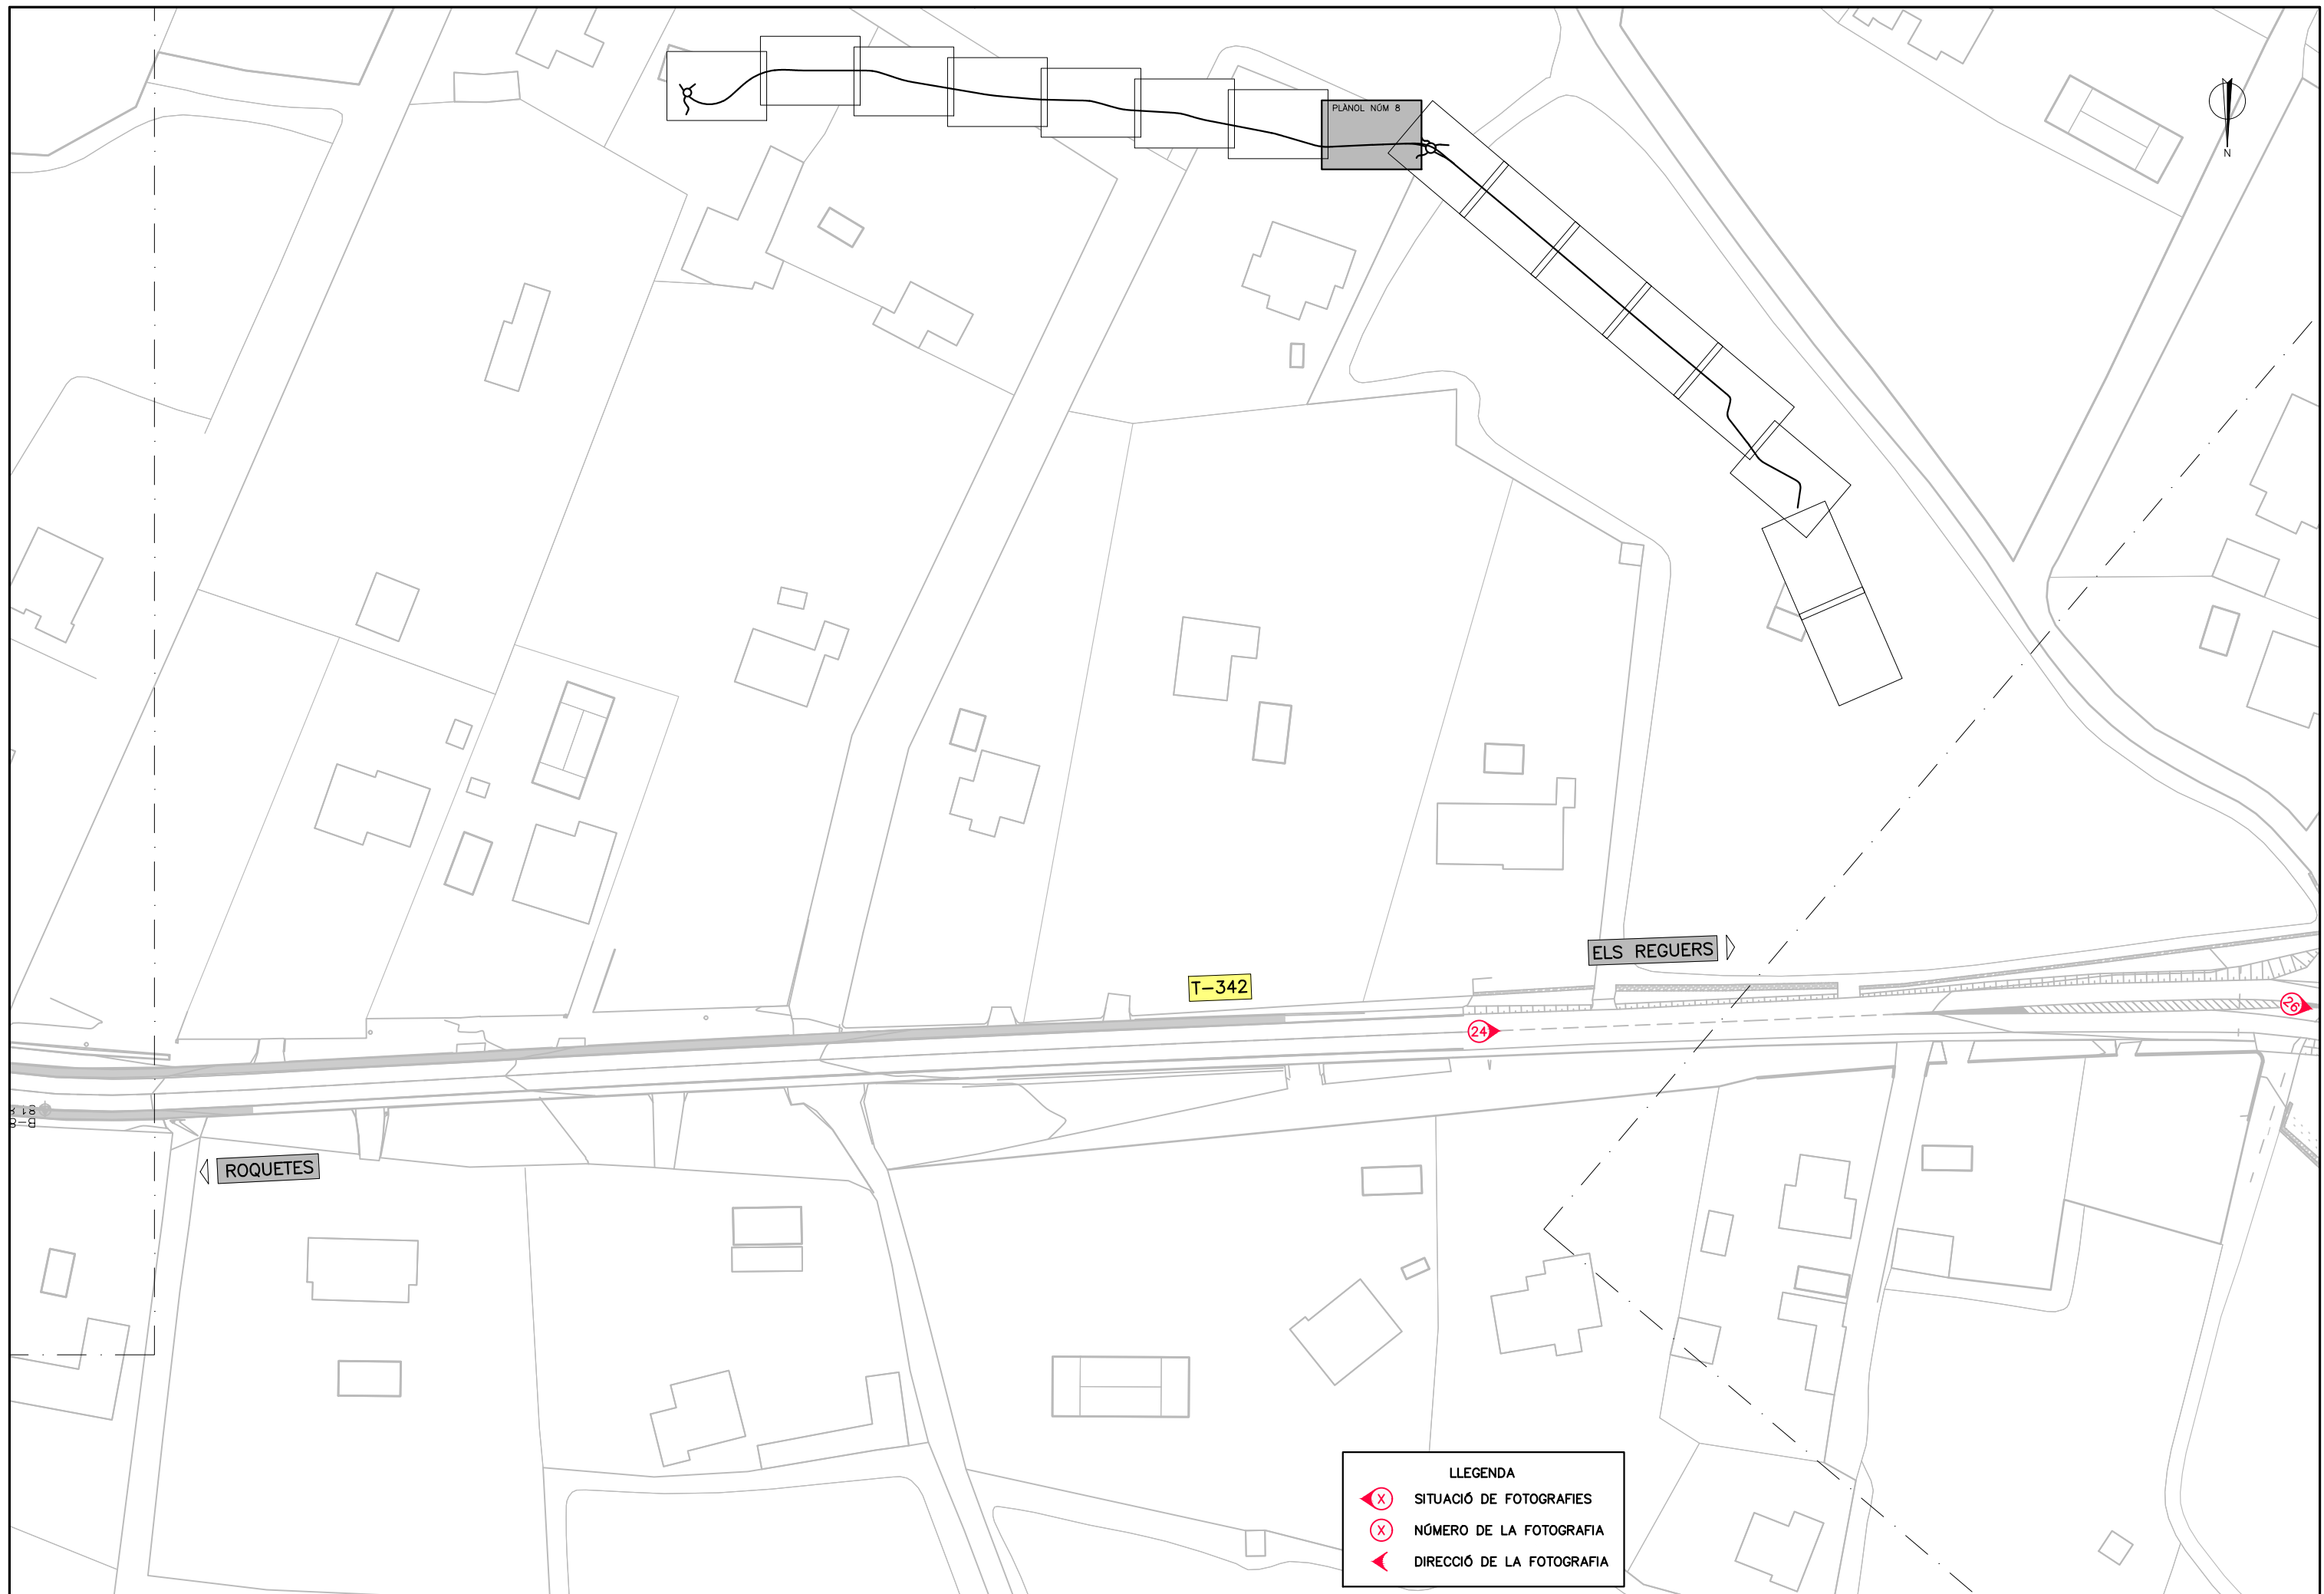 PLÀNOL NÚM 8
N
ELS REGUERS
T-342
26
24
ROQUETES
LLEGENDA
X SITUACIÓ DE FOTOGRAFIES
X NÚMERO DE LA FOTOGRAFIA
DIRECCIÓ DE LA FOTOGRAFIA